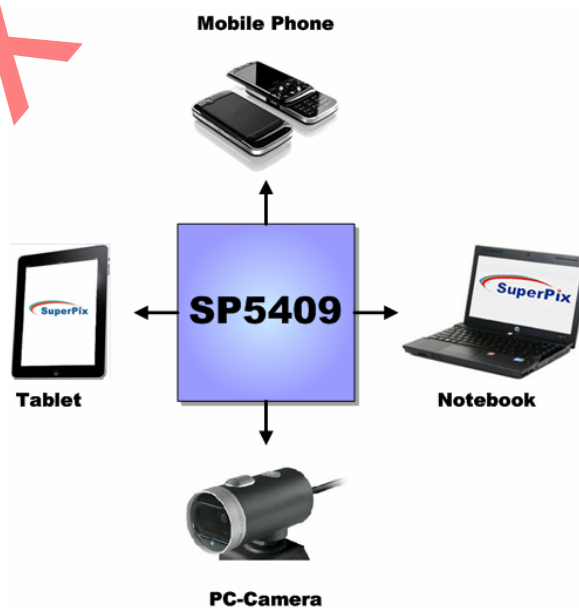 Mobile Phone
SP5409
SuperPix
SuperPix
Tablet
Notebook
PC-Camera